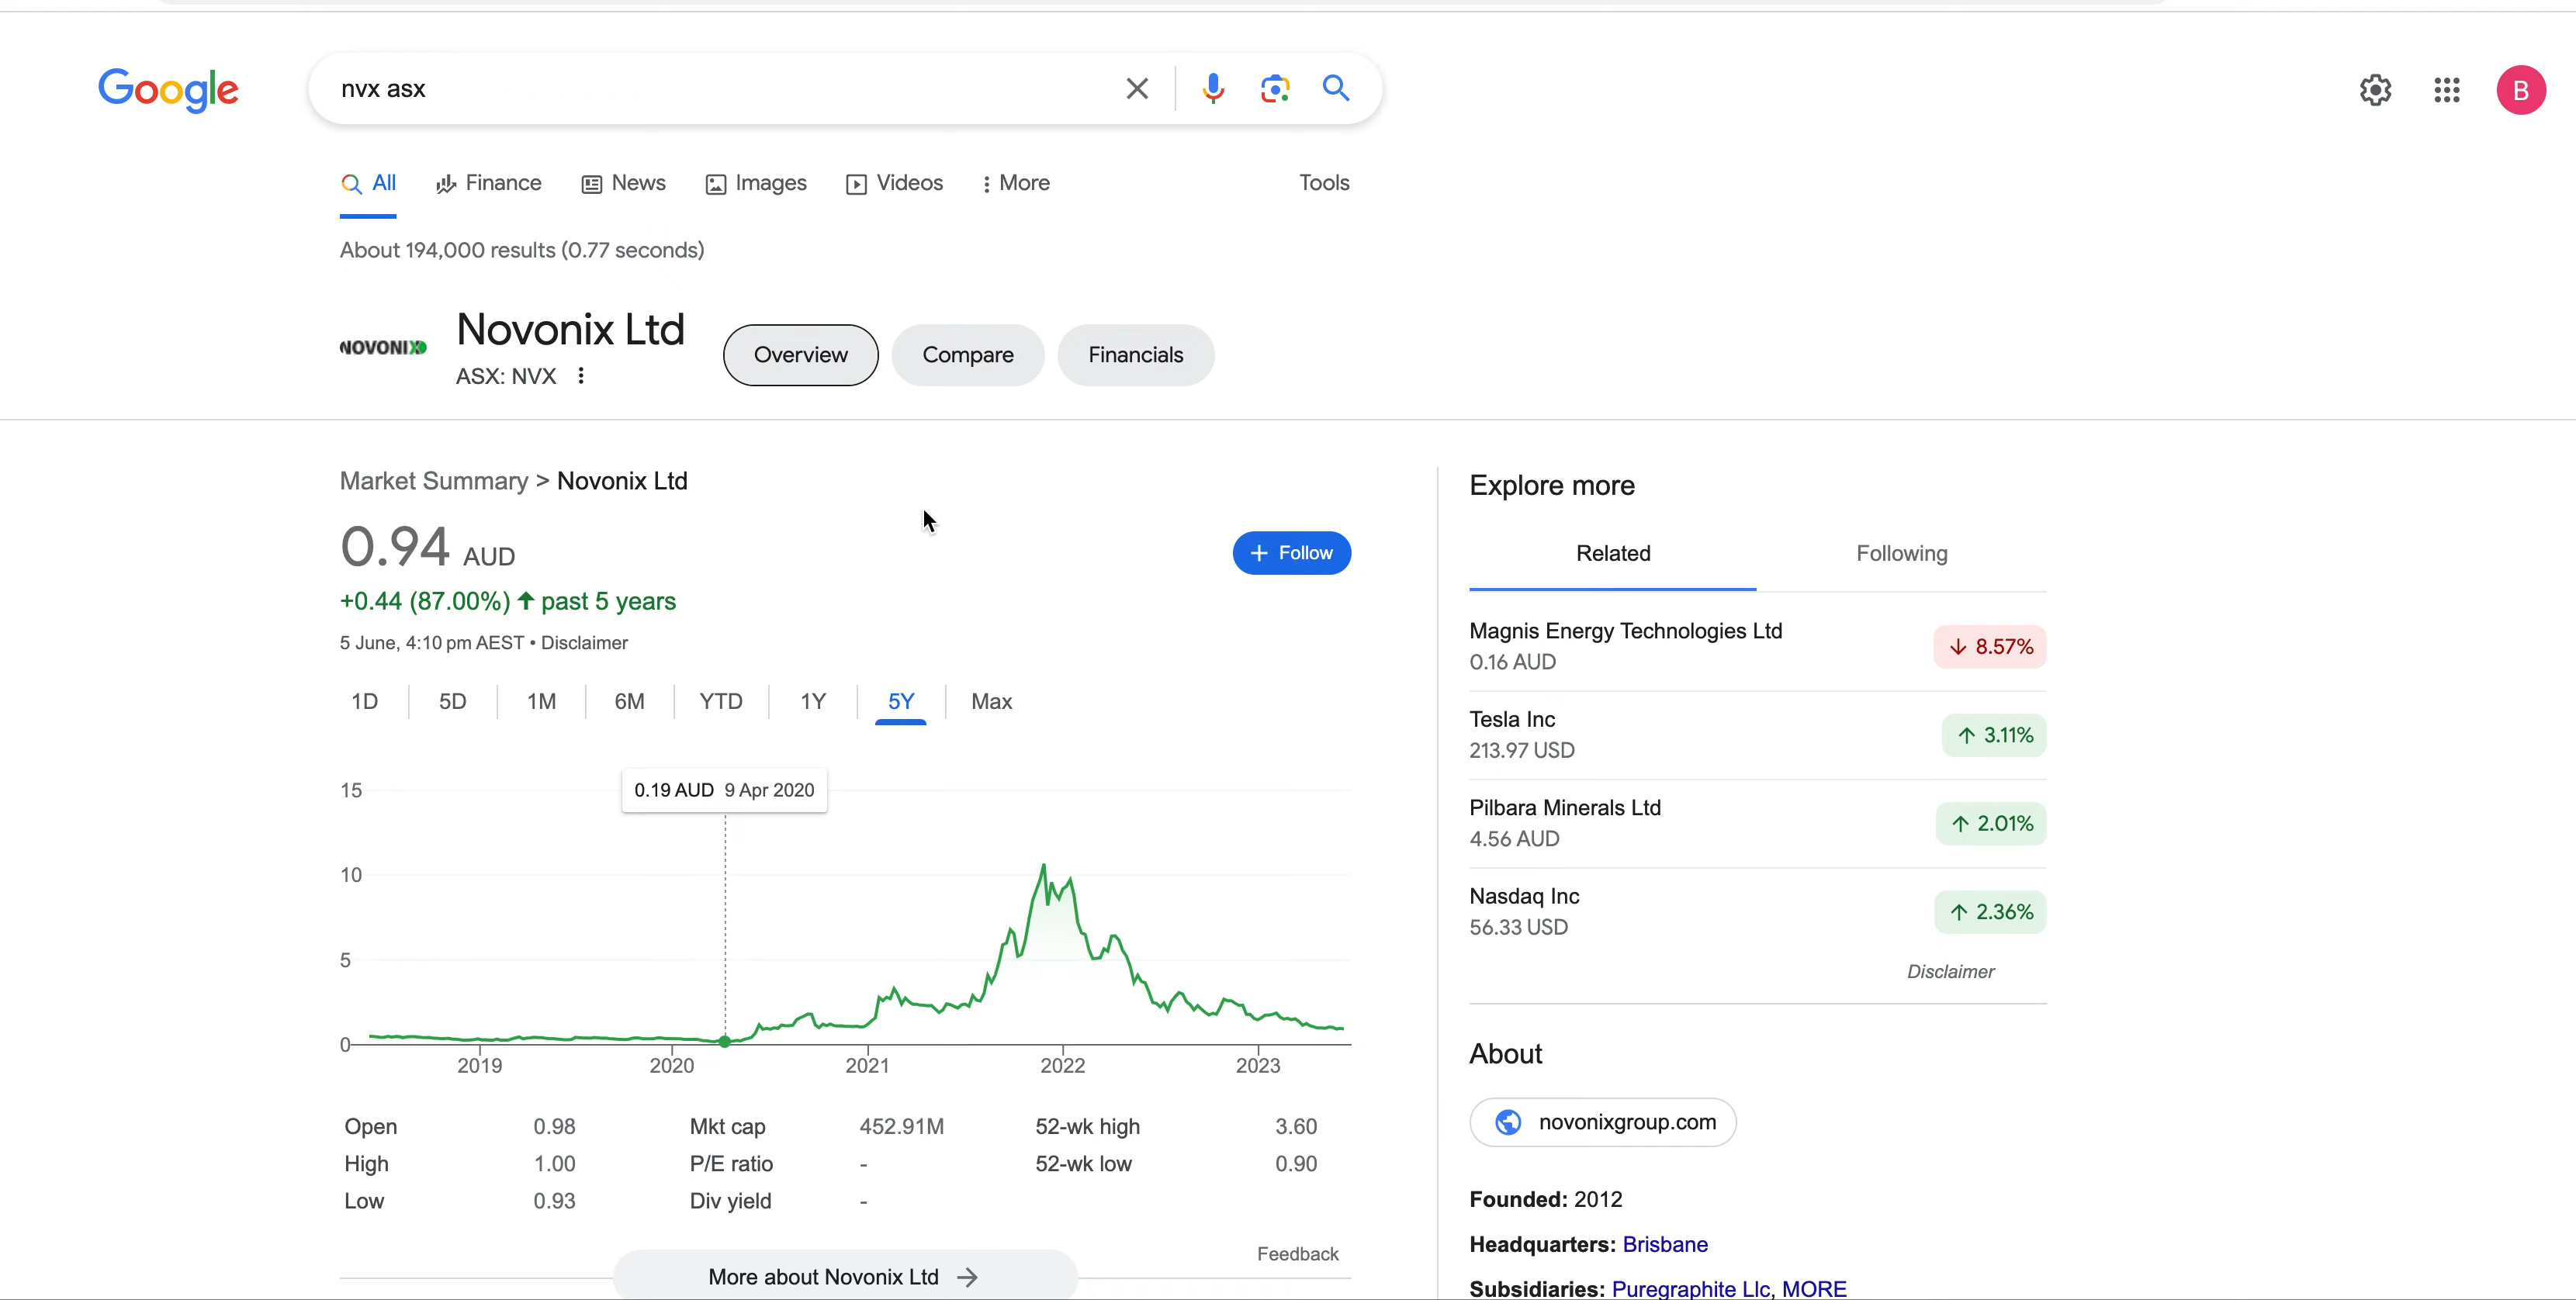 Google
nvx asx
All
Finance
News
Images
Videos
More
Tools
About 194,000 results (0.77 seconds)
NOVONIX
Novonix Ltd
ASX: NVX
Overview
Compare
Financials
Market Summary > Novonix Ltd
0.94 AUD
+ Follow
+0.44 (87.00%) ↑ past 5 years
5 June, 4:10 pm AEST • Disclaimer
1D
5D
1M
6M
YTD
1Y
5Y
Max
0.19 AUD 9 Apr 2020
15
10
5
0
2019
2020
2021
2022
2023
Open 0.98 Mkt cap 452.91M 52-wk high 3.60
High 1.00 P/E ratio - 52-wk low 0.90
Low 0.93 Div yield -
Feedback
More about Novonix Ltd →
B
Explore more
Related
Following
Magnis Energy Technologies Ltd
0.16 AUD
↓ 8.57%
Tesla Inc
213.97 USD
↑ 3.11%
Pilbara Minerals Ltd
4.56 AUD
↑ 2.01%
Nasdaq Inc
56.33 USD
↑ 2.36%
Disclaimer
About
novonixgroup.com
Founded: 2012
Headquarters: Brisbane
Subsidiaries: Puregraphite Llc, MORE